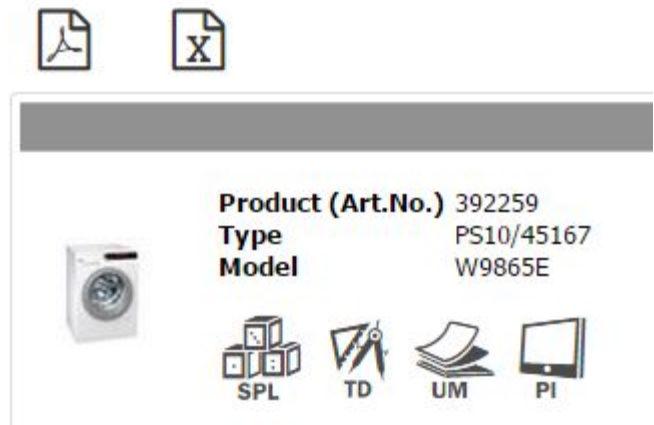 X
Product (Art.No.) 392259
Type PS10/45167
Model W9865E
SPL TD UM PI